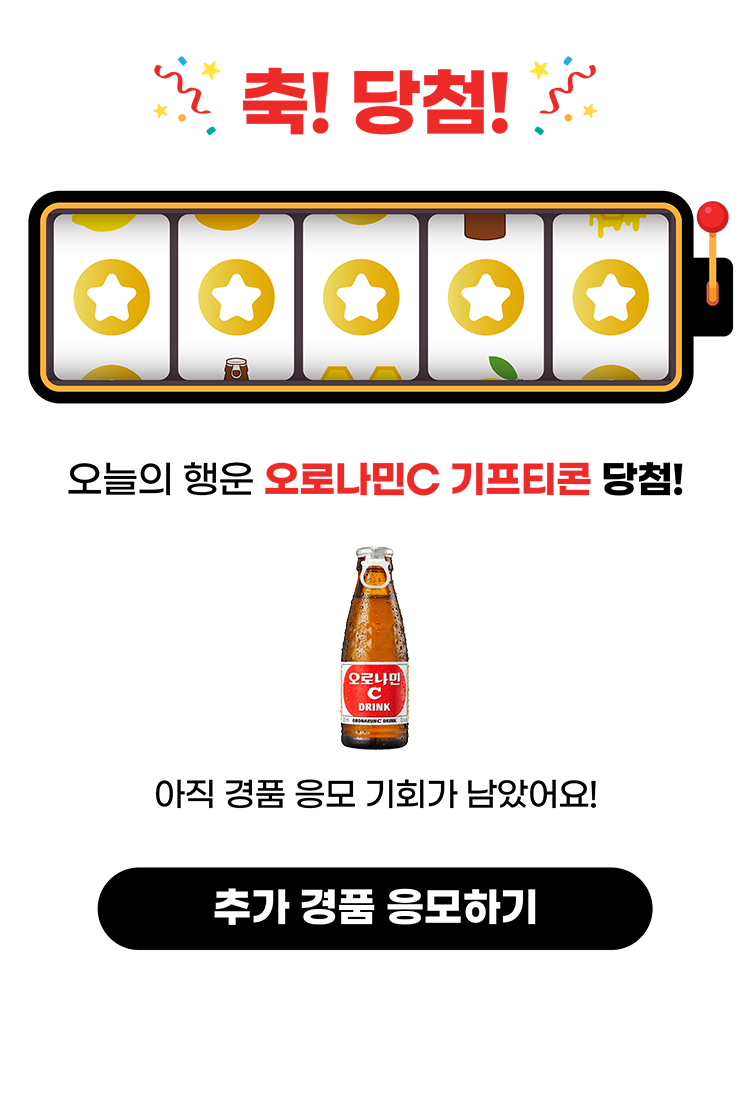 축! 당첨!
오늘의 행운 오로나민C 기프티콘 당첨!
오로나민
C
DRINK
ORONAMIN C DRINK
아직 경품 응모 기회가 남았어요!
추가 경품 응모하기